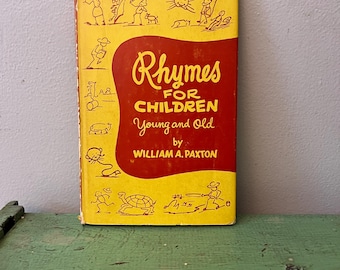 Rhymes
FOR
CHILDREN
Young and Old
by
WILLIAM A. PAXTON